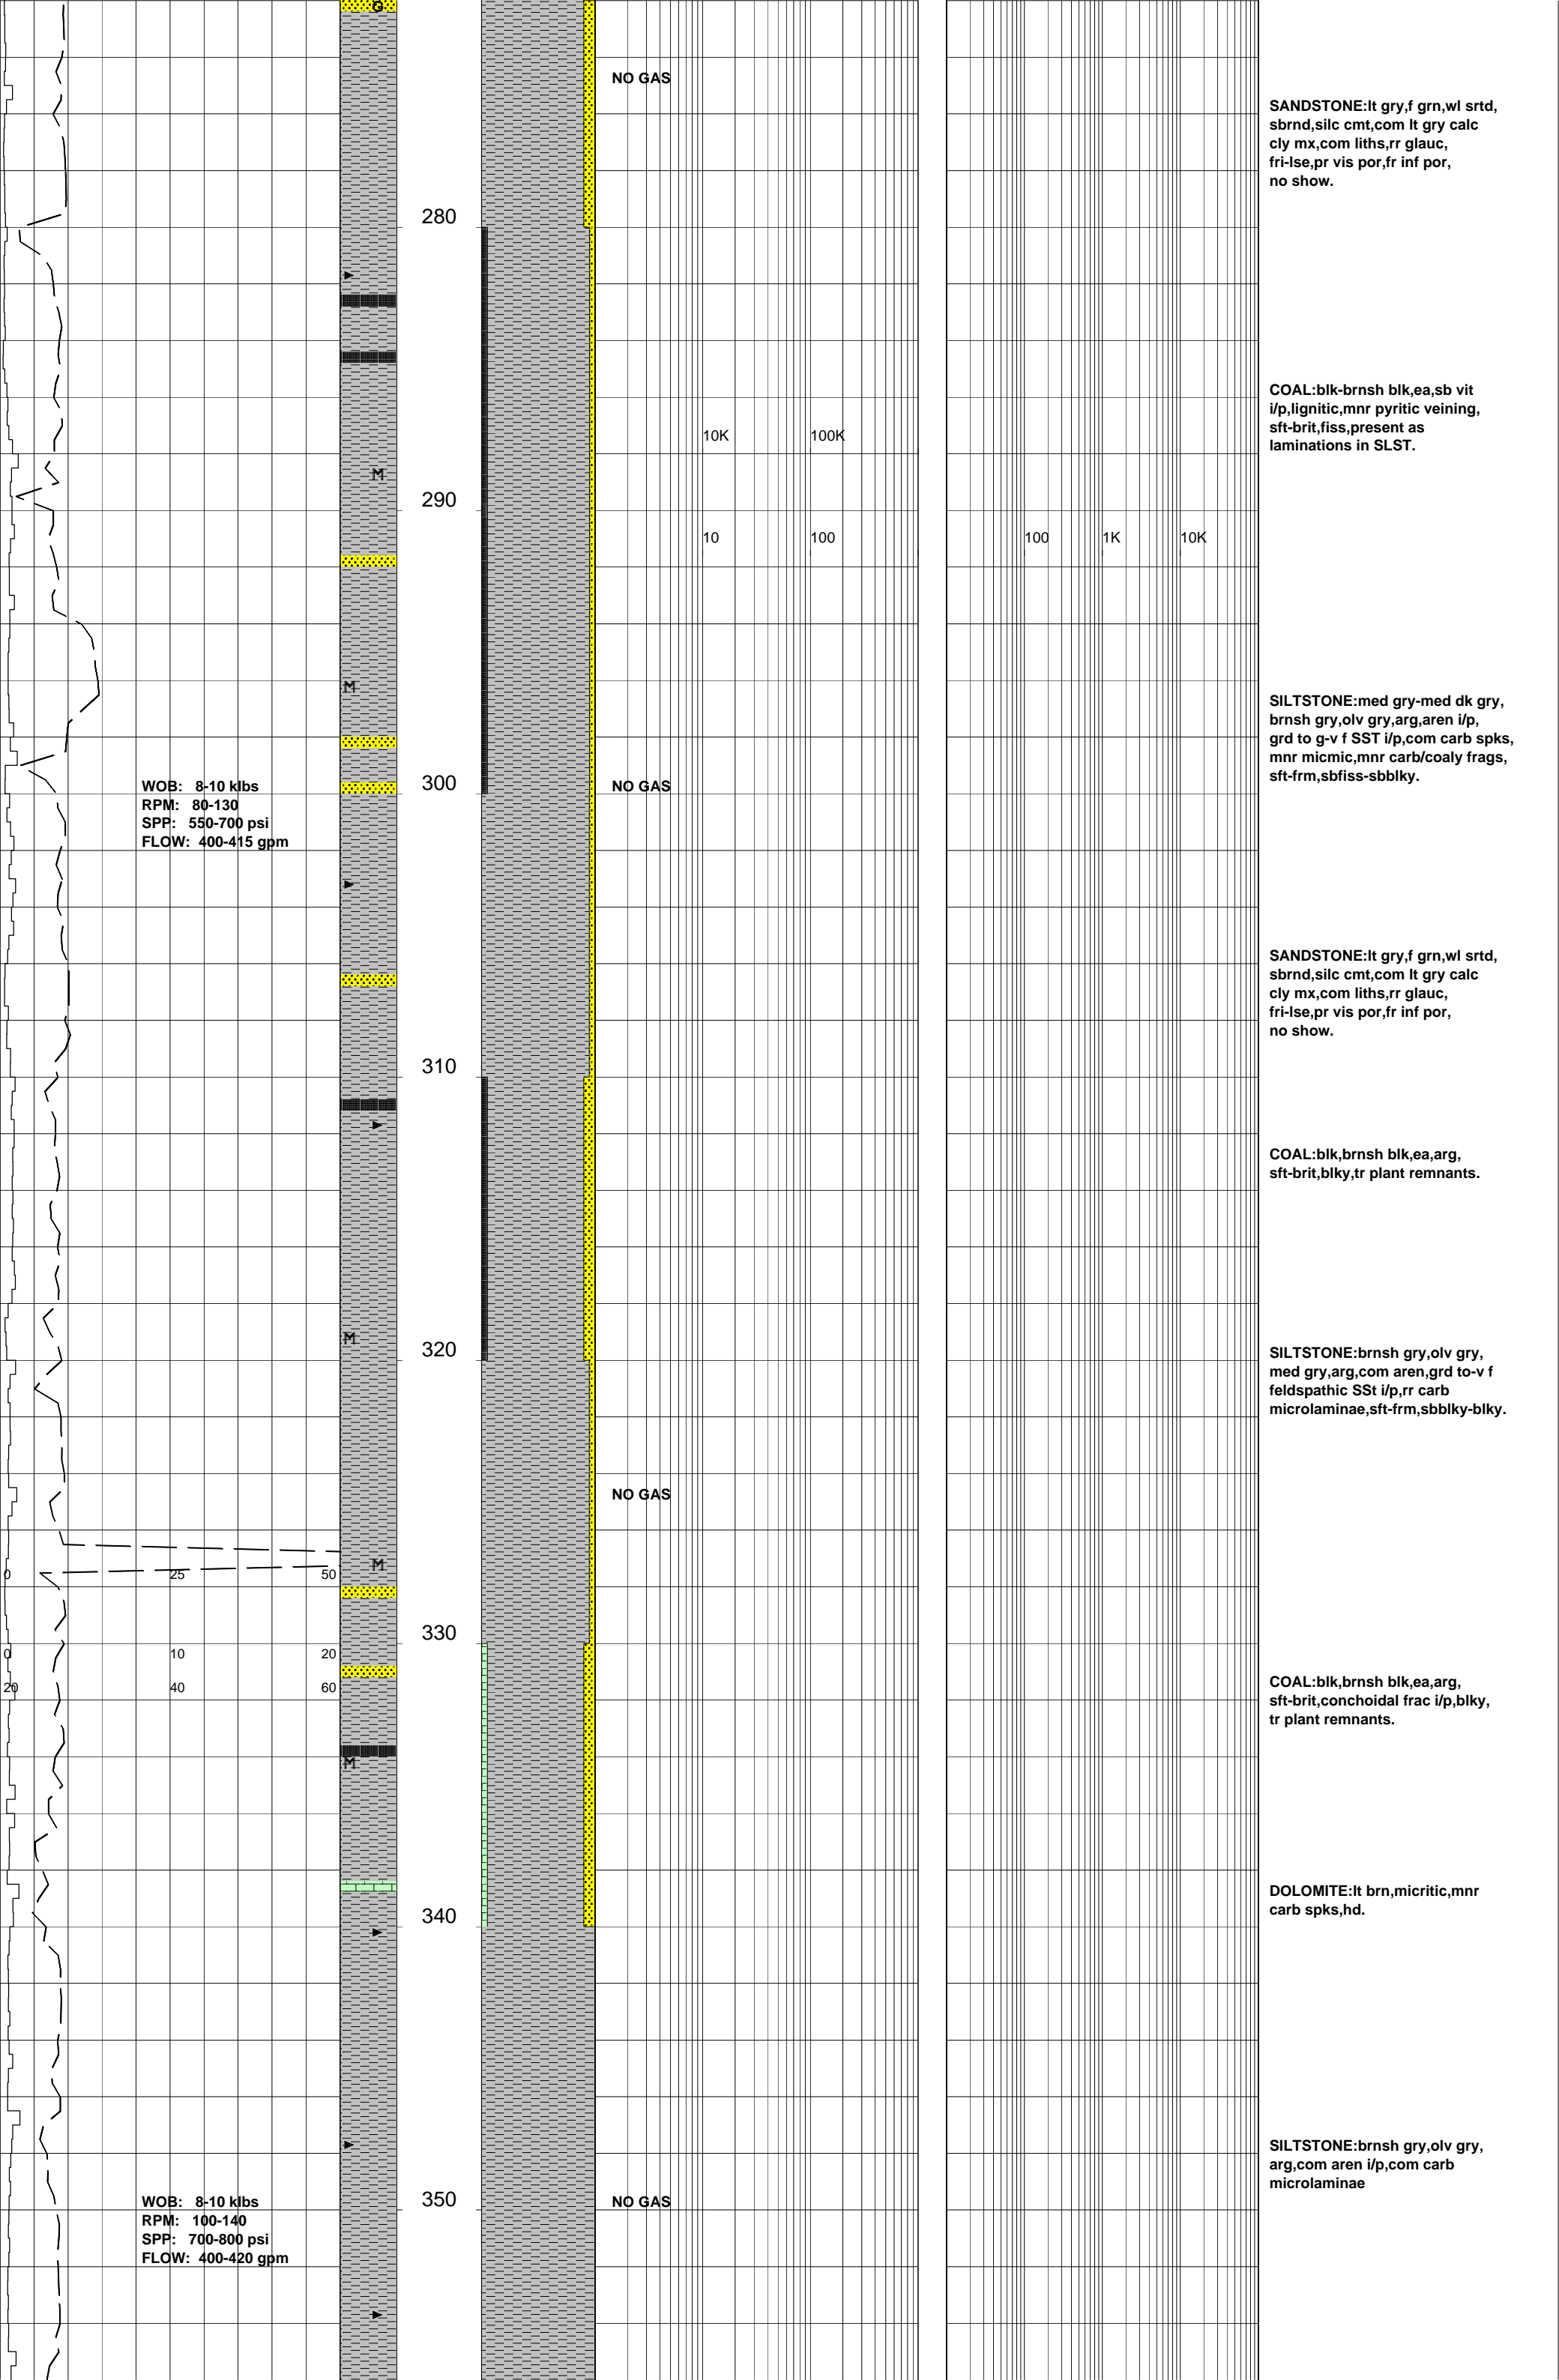 G
NO GAS
SANDSTONE:lt gry,f grn,wl srtd,
sbrnd,silc cmt,com lt gry calc
cly mx,com liths,rr glauc,
fri-lse,pr vis por,fr inf por,
no show.
280
COAL:blk-brnsh blk,ea,sb vit
i/p,lignitic,mnr pyritic veining,
sft-brit,fiss,present as
laminations in SLST.
10K 100K
M
290
10 100 100 1K 10K
M
SILTSTONE:med gry-med dk gry,
brnsh gry,olv gry,arg,aren i/p,
grd to g-v f SST i/p,com carb spks,
mnr micmic,mnr carb/coaly frags,
sft-frm,sbfiss-sbblky.
WOB: 8-10 klbs
RPM: 80-130
SPP: 550-700 psi
FLOW: 400-415 gpm
300
NO GAS
SANDSTONE:lt gry,f grn,wl srtd,
sbrnd,silc cmt,com lt gry calc
cly mx,com liths,rr glauc,
fri-lse,pr vis por,fr inf por,
no show.
310
COAL:blk,brnsh blk,ea,arg,
sft-brit,blky,tr plant remnants.
M
320
SILTSTONE:brnsh gry,olv gry,
med gry,arg,com aren,grd to-v f
feldspathic SSt i/p,rr carb
microlaminae,sft-frm,sbblky-blky.
NO GAS
M
0 25 50
330
0 10 20
20 40 60
COAL:blk,brnsh blk,ea,arg,
sft-brit,conchoidal frac i/p,blky,
tr plant remnants.
M
DOLOMITE:lt brn,micritic,mnr
carb spks,hd.
340
SILTSTONE:brnsh gry,olv gry,
arg,com aren i/p,com carb
microlaminae
WOB: 8-10 klbs
RPM: 100-140
SPP: 700-800 psi
FLOW: 400-420 gpm
350
NO GAS